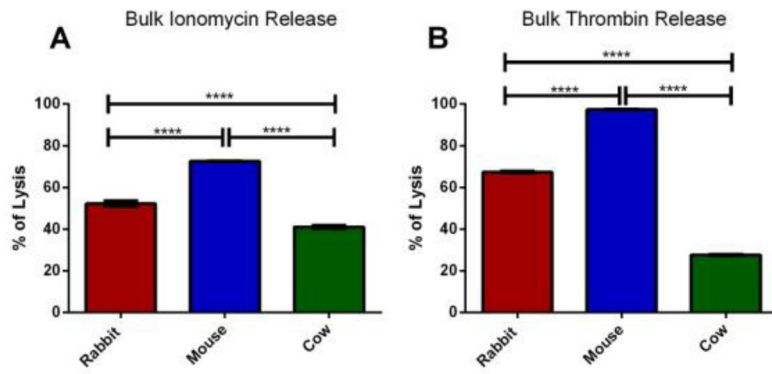 A
Bulk Ionomycin Release
****
****
****
% of Lysis
100
80
60
40
20
0
Rabbit
Mouse
Cow
B
Bulk Thrombin Release
****
****
****
% of Lysis
100
80
60
40
20
0
Rabbit
Mouse
Cow